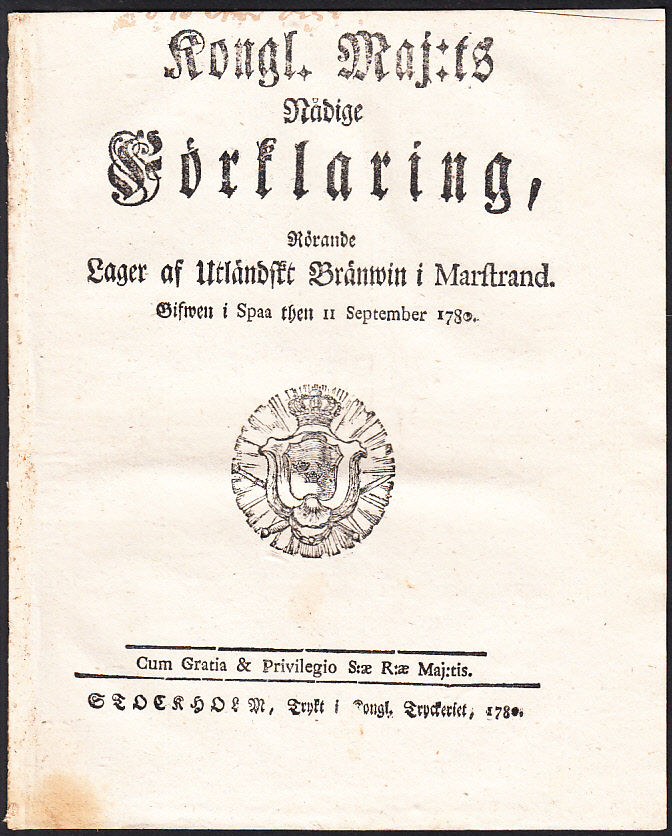 Kongl. Maj:ts
Nådige
Förklaring,
Rörande
Lager af Utländskt Bränwin i Marstrand.
Gifwen i Spaa then 11 September 1780.
Cum Gratia & Privilegio S:æ R:æ Maj:tis.
STOCKHOLM, Trykt i Kongl. Tryckeriet, 1780.